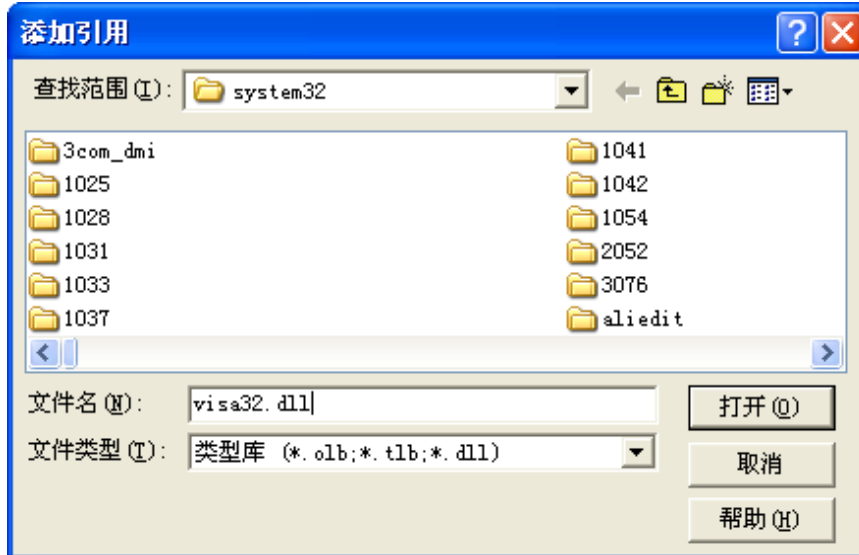 添加引用
查找范围(I): system32
3com_dmi 1041
1025 1042
1028 1054
1031 2052
1033 3076
1037 aliedit
文件名(N): visa32.dll 打开(O)
文件类型(T): 类型库 (*.olb;*.tlb;*.dll) 取消
帮助(H)